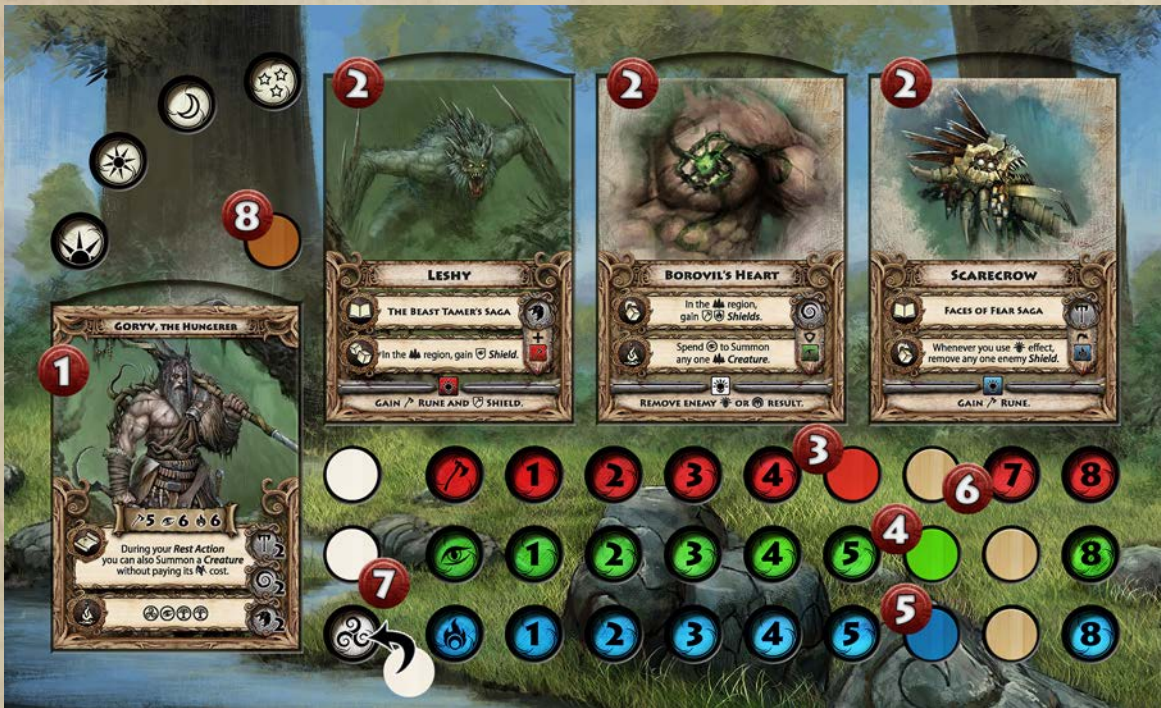 8
1
GORYV, THE HUNGERER
5 6 6
During your Rest Action
you can also Summon a Creature
without paying its cost.
2
2
2
2
LESHY
THE BEAST TAMER'S SAGA
In the region, gain Shield.
+
GAIN RUNE AND SHIELD.
2
BOROVIL'S HEART
In the region,
gain Shields.
Spend to Summon
any one Creature.
REMOVE ENEMY OR RESULT.
2
SCARECROW
FACES OF FEAR SAGA
Whenever you use effect,
remove any one enemy Shield.
GAIN RUNE.
1 2 3 4 3 6 7 8
1 2 3 4 5 4 8
7
1 2 3 4 5 5 8